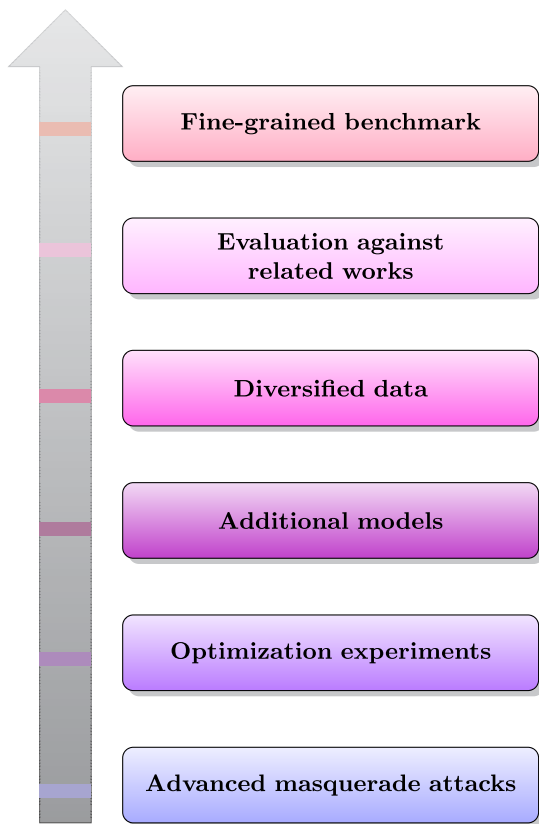 Fine-grained benchmark
Evaluation against
related works
Diversified data
Additional models
Optimization experiments
Advanced masquerade attacks